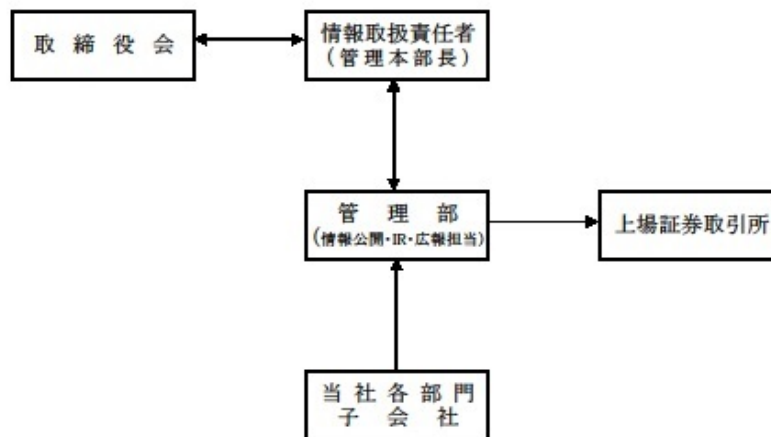 取締役会
情報取扱責任者
(管理本部長)
管理部
(情報公開・IR・広報担当)
上場証券取引所
当社各部門
子会社